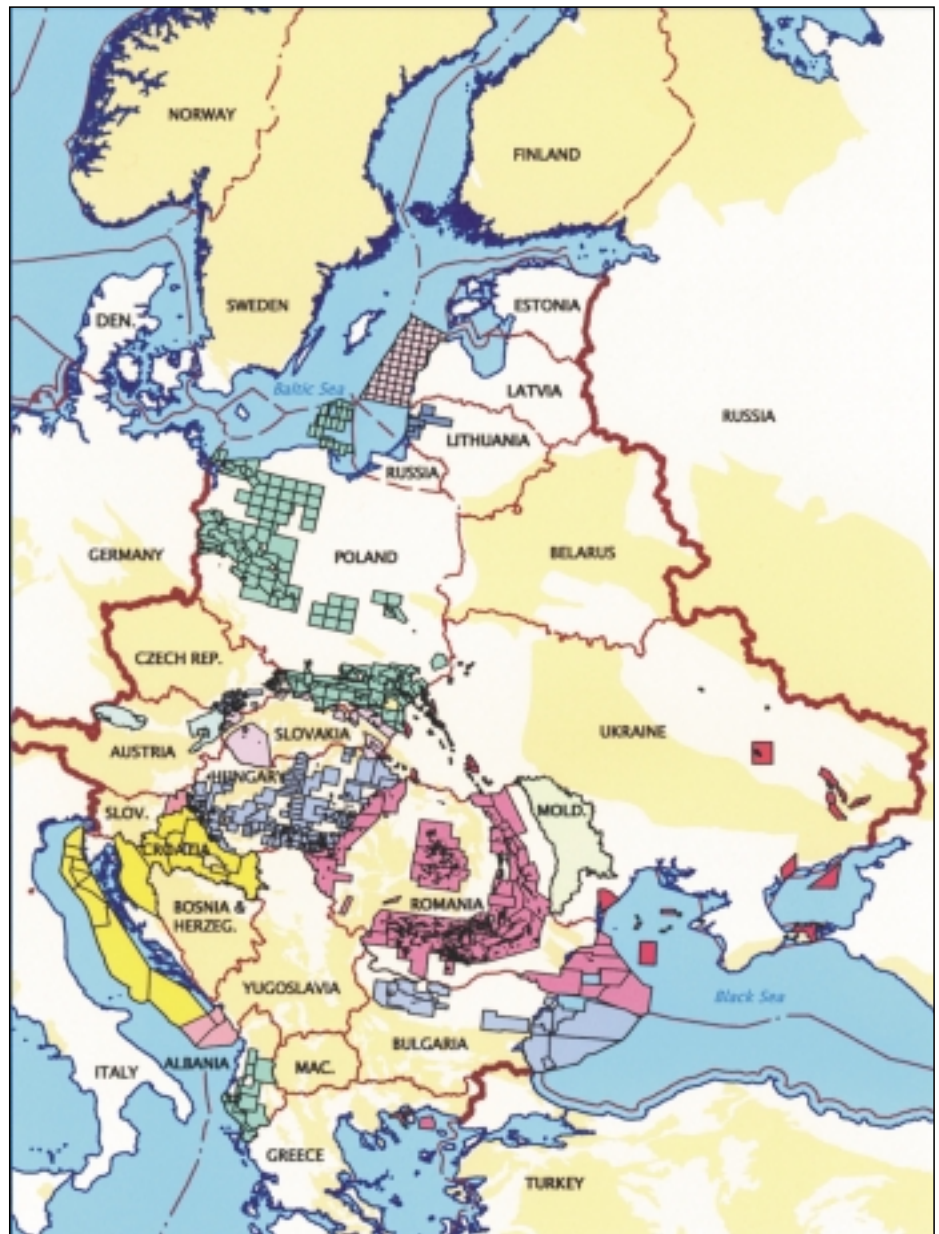 NORWAY
FINLAND
SWEDEN
ESTONIA
DEN.
Baltic Sea
LATVIA
RUSSIA
LITHUANIA
RUSSIA
GERMANY
POLAND
BELARUS
CZECH REP.
UKRAINE
SLOVAKIA
AUSTRIA
HUNGARY
SLOV.
MOLD.
CROATIA
ROMANIA
BOSNIA &
HERZEG.
YUGOSLAVIA
Black Sea
BULGARIA
ALBANIA
MAC.
ITALY
GREECE
TURKEY